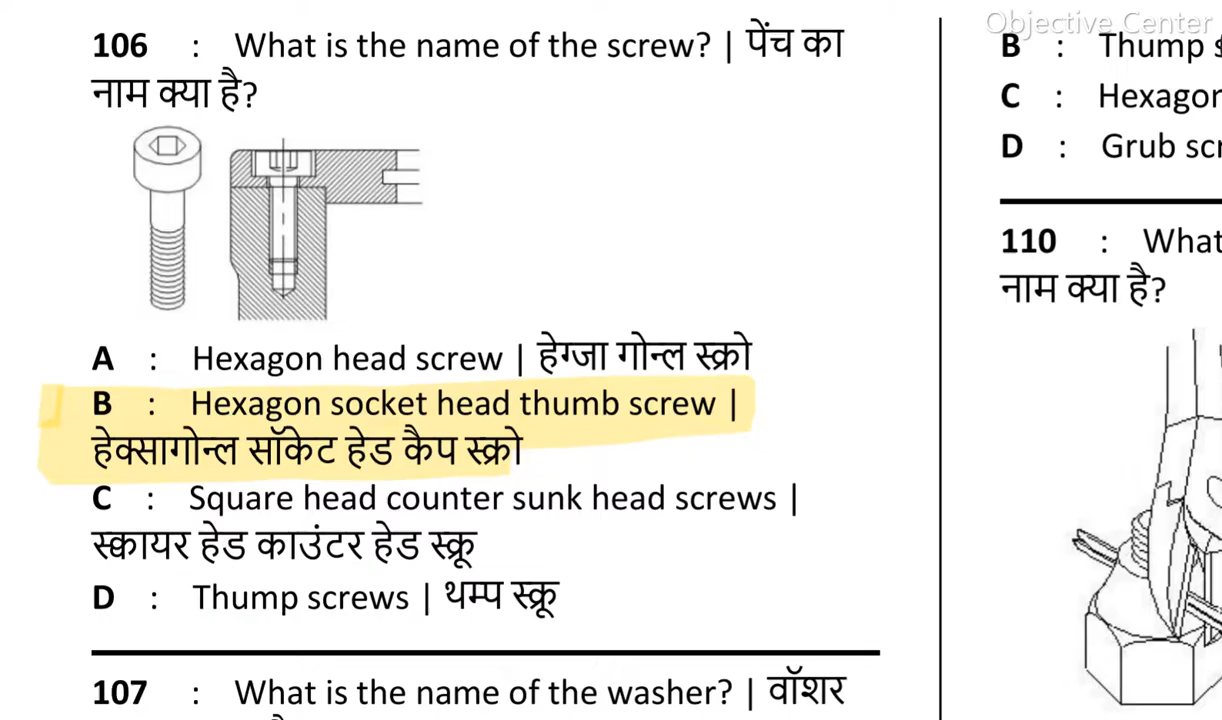 106 : What is the name of the screw? | पेंच का
नाम क्या है?
A : Hexagon head screw | हेग्जा गोन्ल स्क्रो
B : Hexagon socket head thumb screw |
हेक्सागोन्ल सॉकेट हेड कैप स्क्रो
C : Square head counter sunk head screws |
स्क्वायर हेड काउंटर हेड स्क्रू
D : Thump screws | थम्प स्क्रू
107 : What is the name of the washer? | वॉशर
Objective Center
B : Thump
C : Hexagon
D : Grub
110 : What
नाम क्या है?